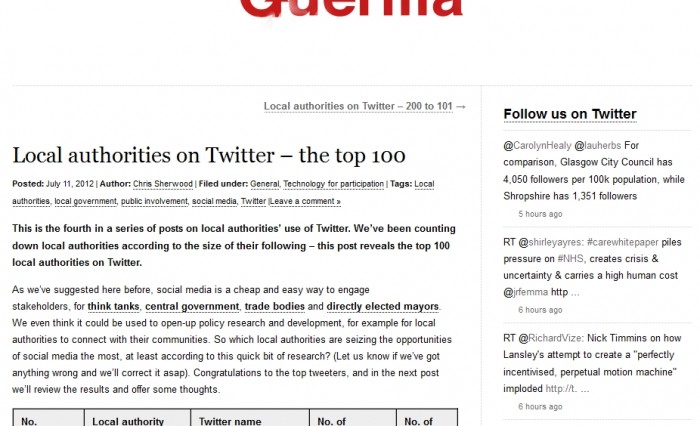 Guerilla
Local authorities on Twitter – 200 to 101 →
Local authorities on Twitter – the top 100
Posted: July 11, 2012 | Author: Chris Sherwood | Filed under: General, Technology for participation | Tags: Local
authorities, local government, public involvement, social media, Twitter |Leave a comment »
This is the fourth in a series of posts on local authorities' use of Twitter. We've been counting
down local authorities according to the size of their following – this post reveals the top 100
local authorities on Twitter.
As we've suggested here before, social media is a cheap and easy way to engage
stakeholders, for think tanks, central government, trade bodies and directly elected mayors.
We even think it could be used to open-up policy research and development, for example for local
authorities to connect with their communities. So which local authorities are seizing the opportunities
of social media the most, at least according to this quick bit of research? (Let us know if we've got
anything wrong and we'll correct it asap). Congratulations to the top tweeters, and in the next post
we'll review the results and offer some thoughts.
No. Local authority Twitter name No. of No. of
Follow us on Twitter
@CarolynHealy @lauherbs For
comparison, Glasgow City Council has
4,050 followers per 100k population, while
Shropshire has 1,351 followers
5 hours ago
RT @shirleyayres: #carewhitepaper piles
pressure on #NHS, creates crisis &
uncertainty & carries a high human cost
@jrfemma http ...
6 hours ago
RT @RichardVize: Nick Timmins on how
Lansley's attempt to create a "perfectly
incentivised, perpetual motion machine"
imploded http://t. ...
6 hours ago